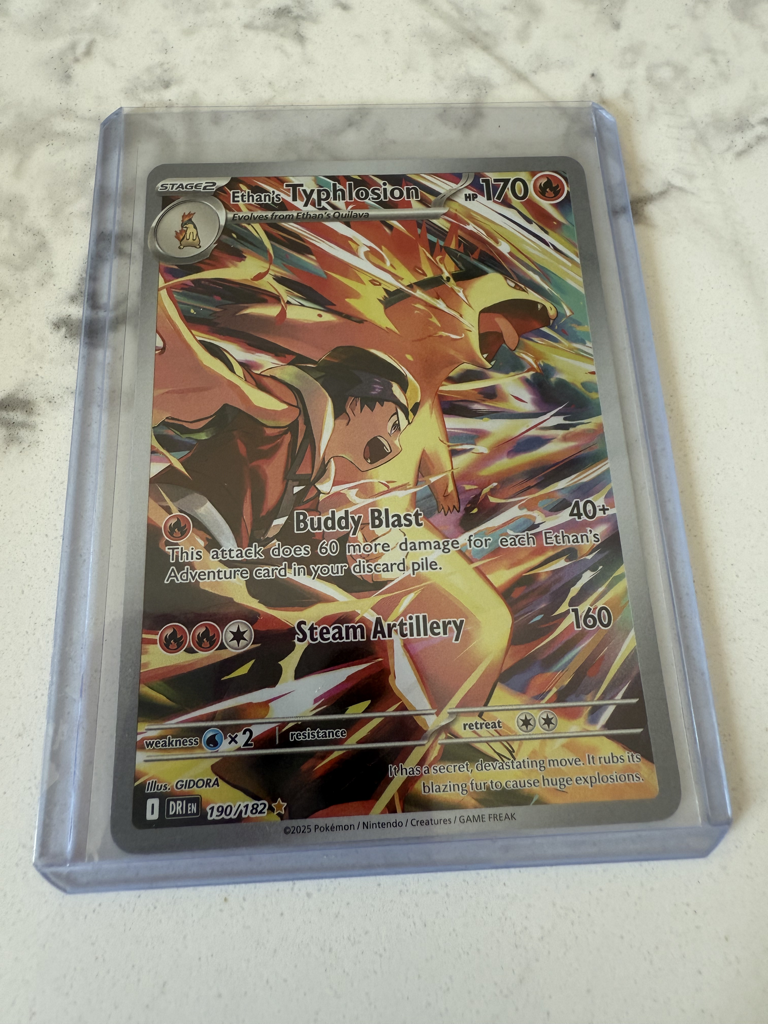 STAGE2 Ethan's Typhlosion HP 170
Evolves from Ethan's Quilava
Buddy Blast 40+
This attack does 60 more damage for each Ethan's
Adventure card in your discard pile.
Steam Artillery 160
weakness ×2 resistance retreat
It has a secret, devastating move. It rubs its
blazing fur to cause huge explosions.
Illus. GIDORA
I DRI EN 190/182
©2025 Pokémon / Nintendo / Creatures / GAME FREAK